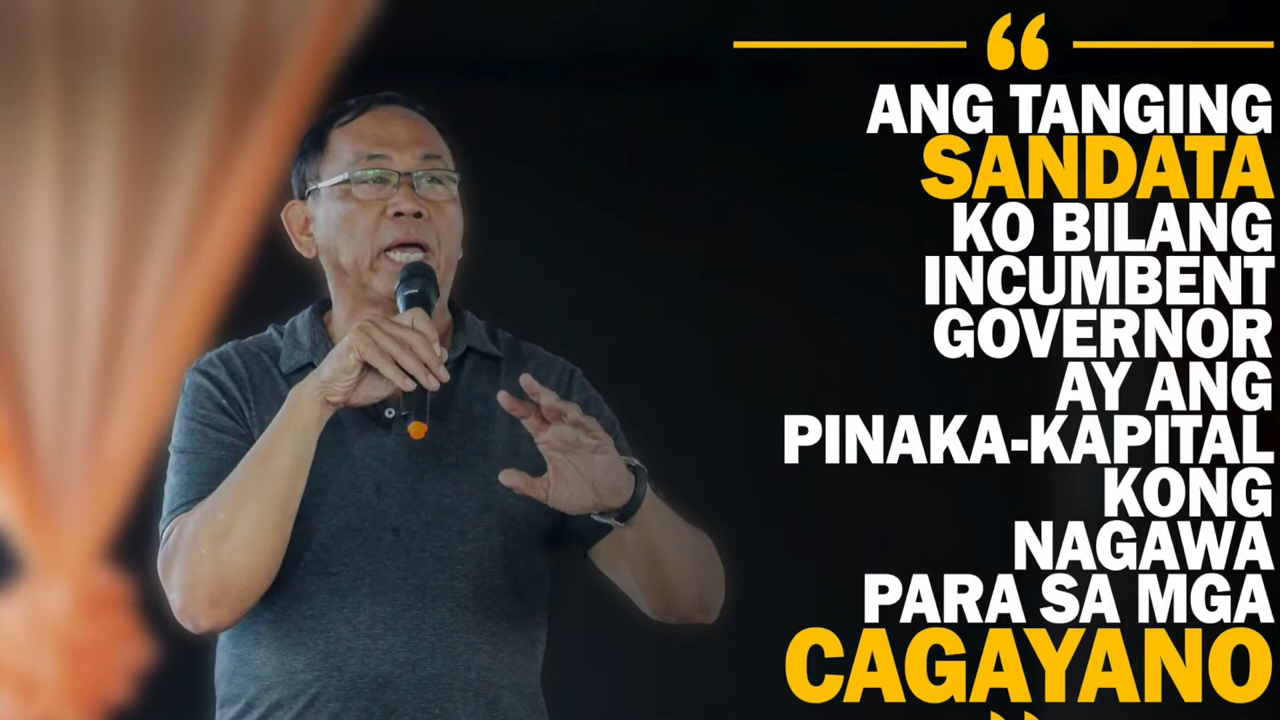 “
ANG TANGING
SANDATA
KO BILANG
INCUMBENT
GOVERNOR
AY ANG
PINAKA-KAPITAL
KONG
NAGAWA
PARA SA MGA
CAGAYANO
”